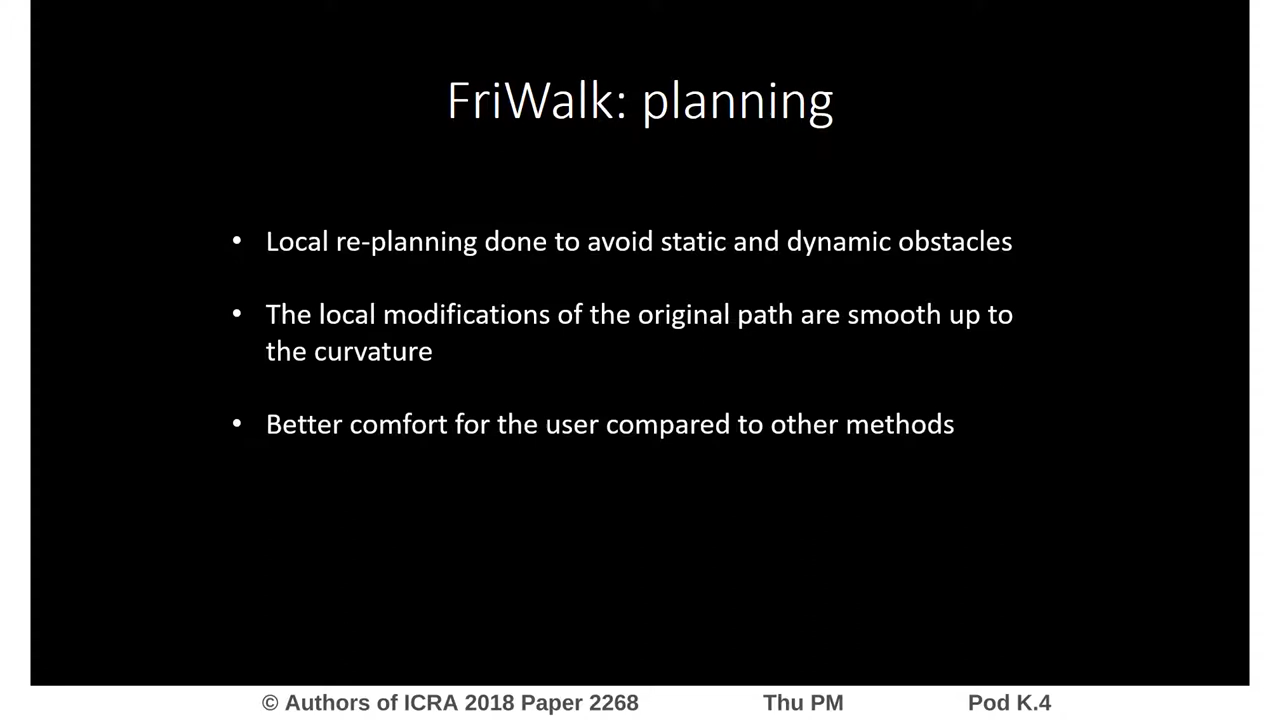 FriWalk: planning
• Local re-planning done to avoid static and dynamic obstacles
• The local modifications of the original path are smooth up to
the curvature
• Better comfort for the user compared to other methods
© Authors of ICRA 2018 Paper 2268 Thu PM Pod K.4